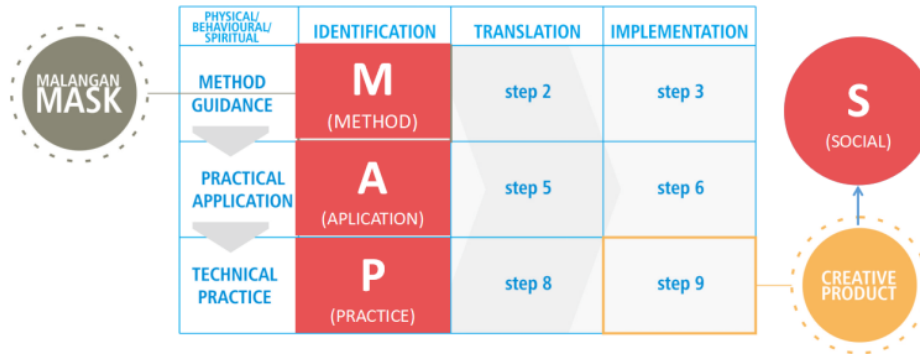 PHYSICAL/
BEHAVIOURAL/
SPIRITUAL
IDENTIFICATION
TRANSLATION
IMPLEMENTATION
MALANGAN
MASK
METHOD
GUIDANCE
M
(METHOD)
step 2
step 3
S
(SOCIAL)
PRACTICAL
APPLICATION
A
(APLICATION)
step 5
step 6
TECHNICAL
PRACTICE
P
(PRACTICE)
step 8
step 9
CREATIVE
PRODUCT